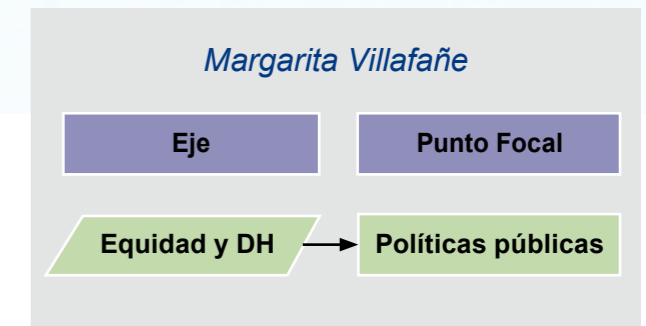 Margarita Villafañe
Eje
Punto Focal
Equidad y DH
Políticas públicas